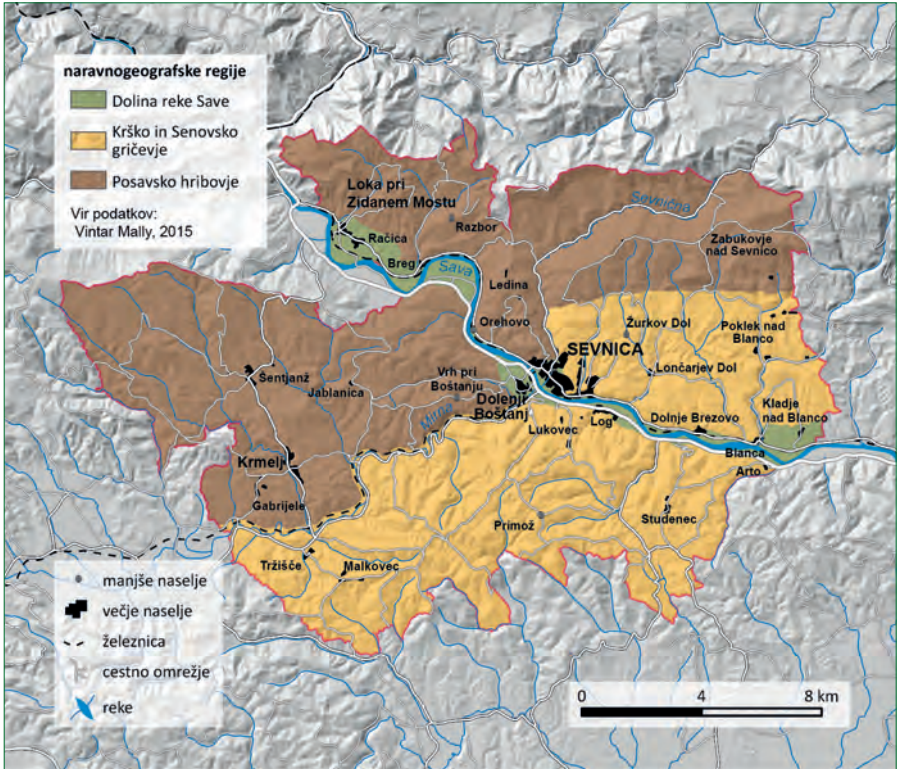 naravnogeografske regije
Dolina reke Save
Krško in Senovsko
gričevje
Posavsko hribovje
Vir podatkov:
Vintar Mally, 2015
Loka pri
Zidanem Mostu
Račica
Razbor
Breg
Sava
Sevnična
Zabukovje
nad Sevnico
Ledina
Orehovo
Žurkov Dol
Poklek nad
Blanco
SEVNICA
Lončarjev Dol
Šentjanž
Jablanica
Vrh pri
Boštanju
Dolenji
Boštanj
Mirna
Kladje
nad Blanco
Lukovec
Log
Dolnje Brezovo
Blanca
Arto
Krmelj
Gabrijele
Primož
Studenec
Tržišče
Malkovec
manjše naselje
večje naselje
železnica
cestno omrežje
reke
0 4 8 km